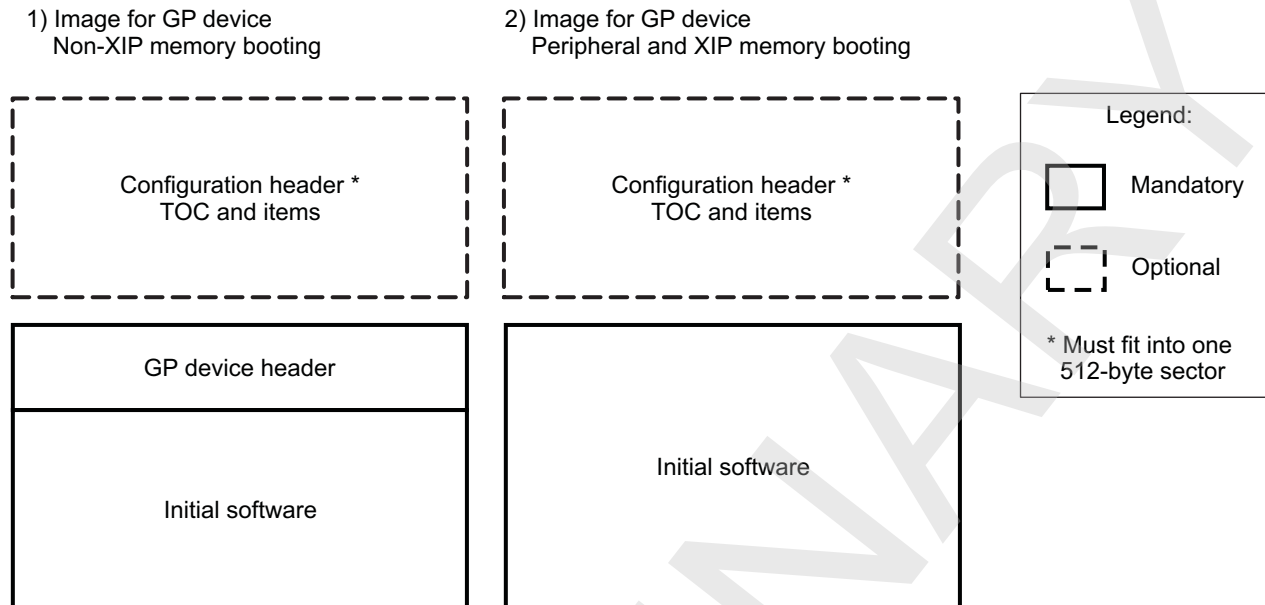 1) Image for GP device
Non-XIP memory booting
2) Image for GP device
Peripheral and XIP memory booting
Configuration header *
TOC and items
Configuration header *
TOC and items
GP device header
Initial software
Initial software
Legend:
Mandatory
Optional
* Must fit into one
512-byte sector